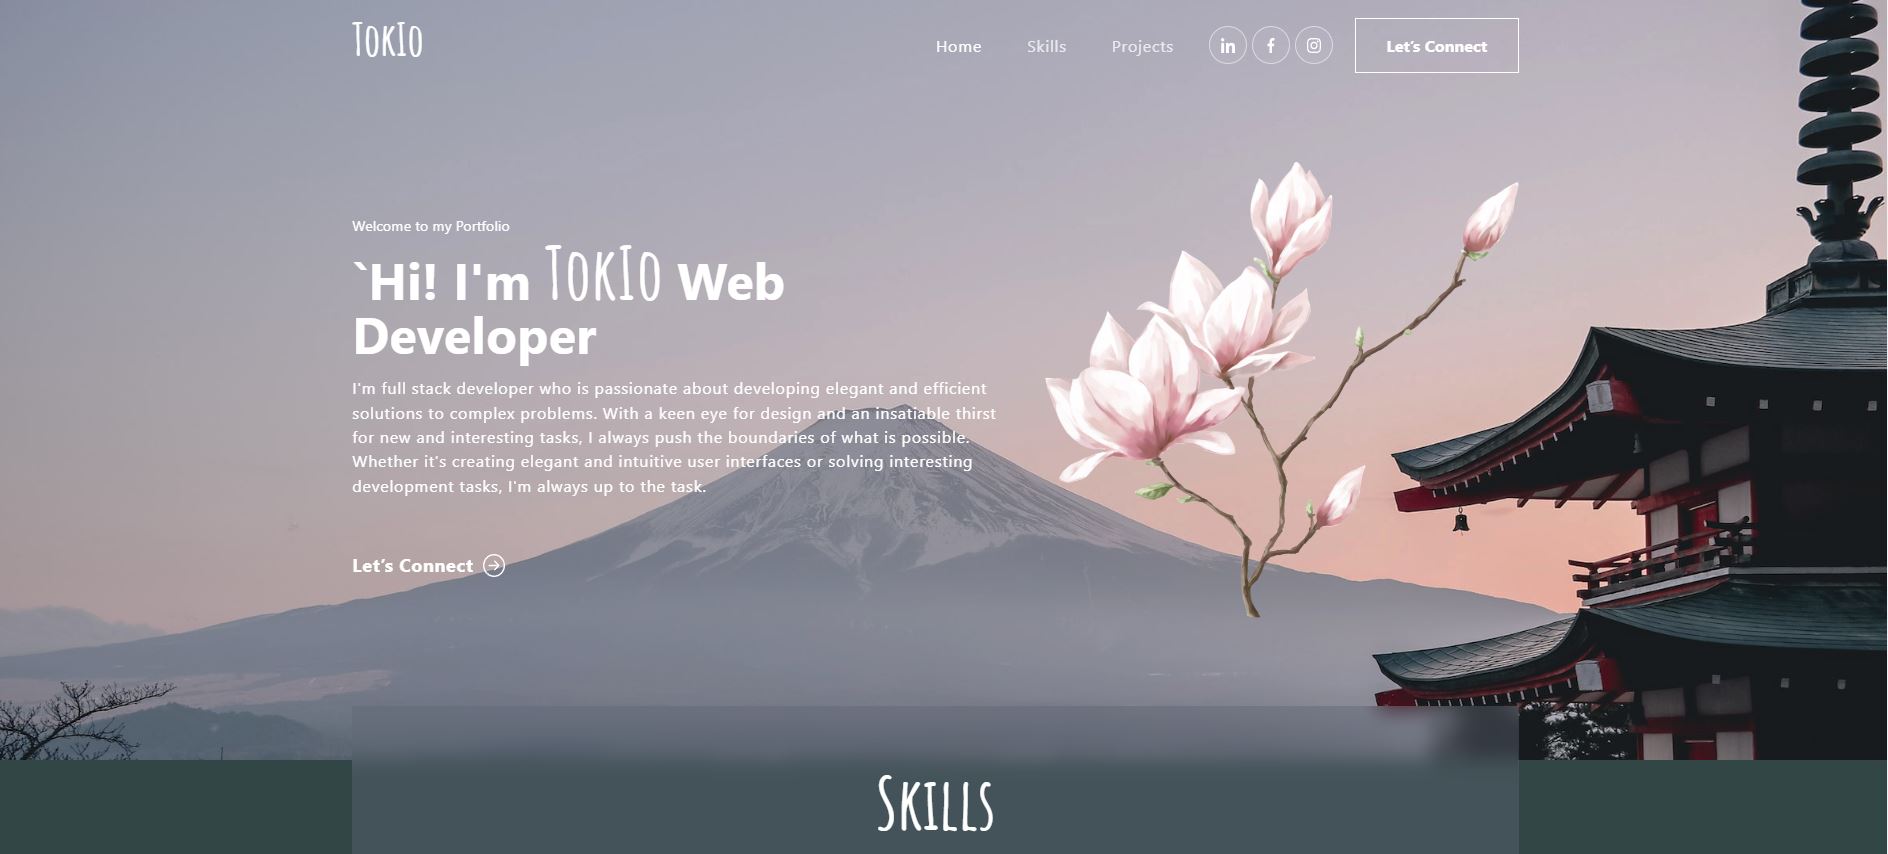 TokIo
Home Skills Projects Let’s Connect
Welcome to my Portfolio
`Hi! I'm TokIo Web
Developer
I'm full stack developer who is passionate about developing elegant and efficient
solutions to complex problems. With a keen eye for design and an insatiable thirst
for new and interesting tasks, I always push the boundaries of what is possible.
Whether it's creating elegant and intuitive user interfaces or solving interesting
development tasks, I'm always up to the task.
Let’s Connect
Skills